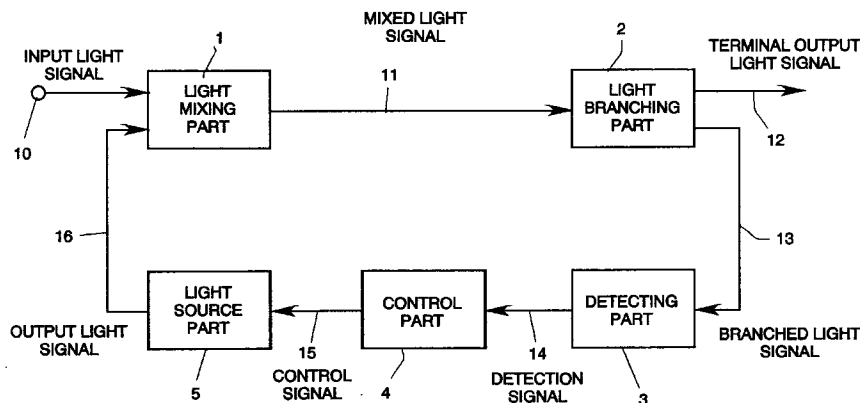 MIXED LIGHT
SIGNAL
INPUT LIGHT
SIGNAL
1
2
TERMINAL OUTPUT
LIGHT SIGNAL
LIGHT
MIXING
PART
LIGHT
BRANCHING
PART
10
11
12
16
13
LIGHT
SOURCE
PART
CONTROL
PART
DETECTING
PART
OUTPUT LIGHT
SIGNAL
15
14
BRANCHED LIGHT
SIGNAL
5
CONTROL
SIGNAL
4
DETECTION
SIGNAL
3